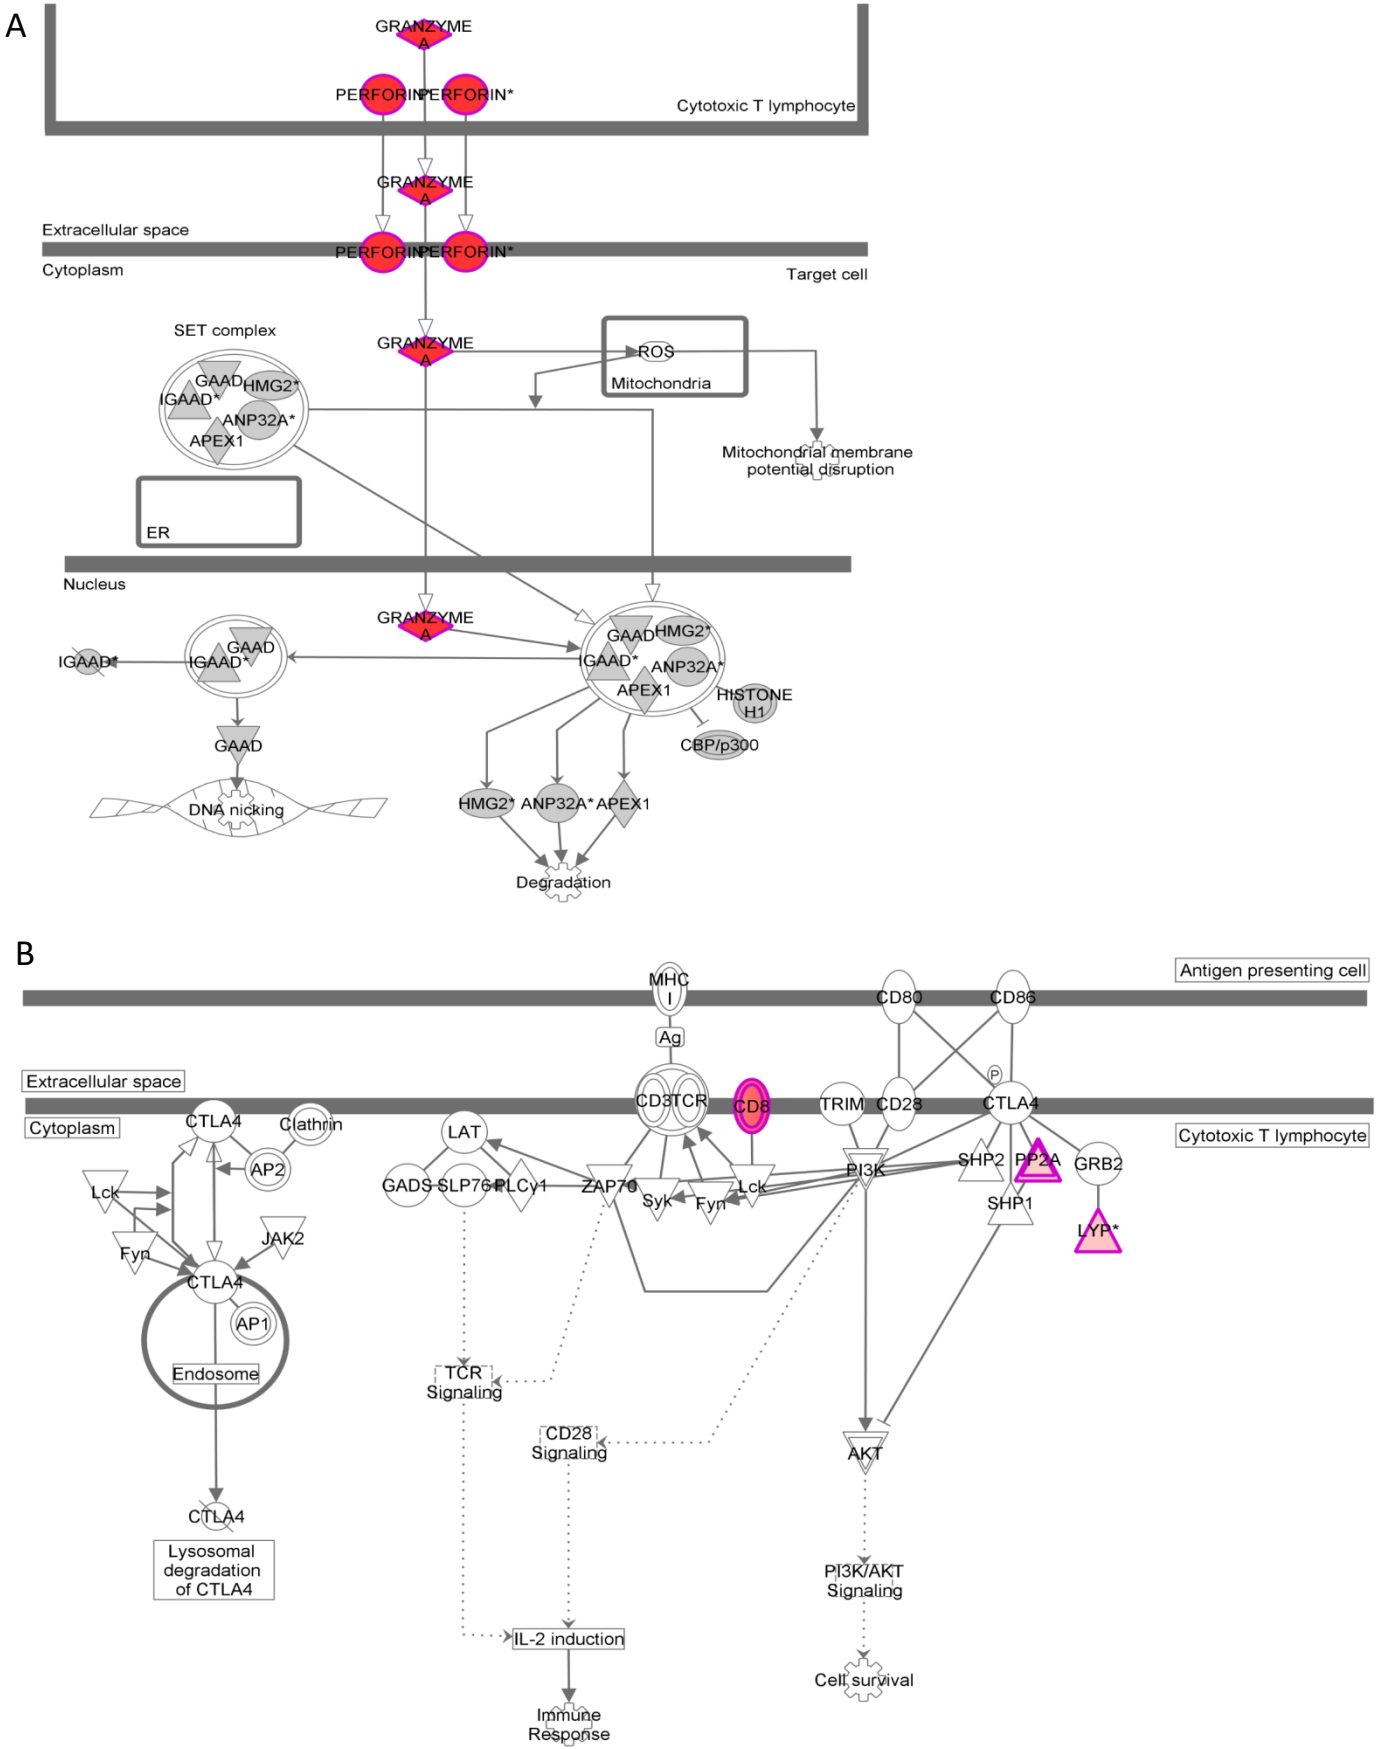 A
GRANZYME
A
PERFORIN*
PERFORIN*
Cytotoxic T lymphocyte
GRANZYME
A
Extracellular space
PERFORIN*
PERFORIN*
Cytoplasm
Target cell
SET complex
GRANZYME
A
ROS
Mitochondria
GAAD
HMG2*
IGAAD*
ANP32A*
APEX1
Mitochondrial membrane
potential disruption
ER
Nucleus
GRANZYME
A
GAAD
HMG2*
IGAAD*
ANP32A*
APEX1
HISTONE
H1
CBP/p300
IGAAD*
GAAD
IGAAD*
GAAD
DNA nicking
HMG2*
ANP32A*
APEX1
Degradation
B
MHC
I
CD80
CD86
Antigen presenting cell
Ag
Extracellular space
P
CD3
TCR
CD8
TRIM
CD28
CTLA4
CTLA4
Clathrin
Cytoplasm
LAT
Cytotoxic T lymphocyte
AP2
Lck
GADS
SLP76
PLCγ1
ZAP70
Syk
Fyn
Lck
PI3K
SHP2
PP2A
GRB2
SHP1
LYP*
Fyn
JAK2
CTLA4
AP1
Endosome
TCR
Signaling
CD28
Signaling
AKT
CTLA4
Lysosomal
degradation
of CTLA4
PI3K/AKT
Signaling
IL-2 induction
Cell survival
Immune
Response